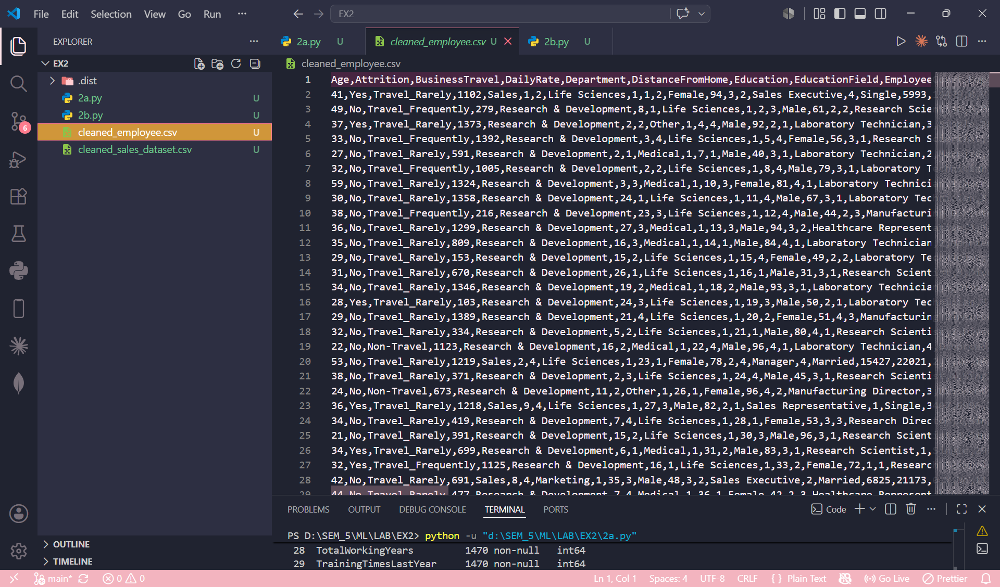 File Edit Selection View Go Run ··· EX2
EXPLORER ···
EX2
.dist
2a.py U
2b.py U
cleaned_employee.csv U
cleaned_sales_dataset.csv U
OUTLINE
TIMELINE
6
2a.py U cleaned_employee.csv U 2b.py U
cleaned_employee.csv
1 Age,Attrition,BusinessTravel,DailyRate,Department,DistanceFromHome,Education,EducationField,Employee
2 41,Yes,Travel_Rarely,1102,Sales,1,2,Life Sciences,1,1,2,Female,94,3,2,Sales Executive,4,Single,5993,
3 49,No,Travel_Frequently,279,Research & Development,8,1,Life Sciences,1,2,3,Male,61,2,2,Research Scie
4 37,Yes,Travel_Rarely,1373,Research & Development,2,2,Other,1,4,4,Male,92,2,1,Laboratory Technician,3
5 33,No,Travel_Frequently,1392,Research & Development,3,4,Life Sciences,1,5,4,Female,56,3,1,Research S
6 27,No,Travel_Rarely,591,Research & Development,2,1,Medical,1,7,1,Male,40,3,1,Laboratory Technician,2
7 32,No,Travel_Frequently,1005,Research & Development,2,2,Life Sciences,1,8,4,Male,79,3,1,Laboratory T
8 59,No,Travel_Rarely,1324,Research & Development,3,3,Medical,1,10,3,Female,81,4,1,Laboratory Technici
9 30,No,Travel_Rarely,1358,Research & Development,24,1,Life Sciences,1,11,4,Male,67,3,1,Laboratory Tec
10 38,No,Travel_Frequently,216,Research & Development,23,3,Life Sciences,1,12,4,Male,44,2,3,Manufacturi
11 36,No,Travel_Rarely,1299,Research & Development,27,3,Medical,1,13,3,Male,94,3,2,Healthcare Represent
12 35,No,Travel_Rarely,809,Research & Development,16,3,Medical,1,14,1,Male,84,4,1,Laboratory Technician
13 29,No,Travel_Rarely,153,Research & Development,15,2,Life Sciences,1,15,4,Female,49,2,2,Laboratory Te
14 31,No,Travel_Rarely,670,Research & Development,26,1,Life Sciences,1,16,1,Male,31,3,1,Research Scient
15 34,No,Travel_Rarely,1346,Research & Development,19,2,Medical,1,18,2,Male,93,3,1,Laboratory Technicia
16 28,Yes,Travel_Rarely,103,Research & Development,24,3,Life Sciences,1,19,3,Male,50,2,1,Laboratory Tec
17 29,No,Travel_Rarely,1389,Research & Development,21,4,Life Sciences,1,20,2,Female,51,4,3,Manufacturin
18 32,No,Travel_Rarely,334,Research & Development,5,2,Life Sciences,1,21,1,Male,80,4,1,Research Scienti
19 22,No,Non-Travel,1123,Research & Development,16,2,Medical,1,22,4,Male,96,4,1,Laboratory Technician,4
20 53,No,Travel_Rarely,1219,Sales,2,4,Life Sciences,1,23,1,Female,78,2,4,Manager,4,Married,15427,22021,
21 38,No,Travel_Rarely,371,Research & Development,2,3,Life Sciences,1,24,4,Male,45,3,1,Research Scienti
22 24,No,Non-Travel,673,Research & Development,11,2,Other,1,26,1,Female,96,4,2,Manufacturing Director,3
23 36,Yes,Travel_Rarely,1218,Sales,9,4,Life Sciences,1,27,3,Male,82,2,1,Sales Representative,1,Single,3
24 34,No,Travel_Rarely,419,Research & Development,7,4,Life Sciences,1,28,1,Female,53,3,3,Research Direc
25 21,No,Travel_Rarely,391,Research & Development,15,2,Life Sciences,1,30,3,Male,96,3,1,Research Scient
26 34,Yes,Travel_Rarely,699,Research & Development,6,1,Medical,1,31,2,Male,83,3,1,Research Scientist,1,
27 32,Yes,Travel_Frequently,1125,Research & Development,16,1,Life Sciences,1,33,2,Female,72,1,1,Researc
28 42,No,Travel_Rarely,691,Sales,8,4,Marketing,1,35,3,Male,48,3,2,Sales Executive,2,Married,6825,21173,
29 44,No,Travel_Rarely,477,Research & Development,7,4,Medical,1,36,1,Female,42,2,3,Healthcare Represent
PROBLEMS OUTPUT DEBUG CONSOLE TERMINAL PORTS Code
PS D:\SEM_5\ML\LAB\EX2> python -u "d:\SEM_5\ML\LAB\EX2\2a.py"
28 TotalWorkingYears 1470 non-null int64
29 TrainingTimesLastYear 1470 non-null int64
main* 0 0 Ln 1, Col 1 Spaces: 4 UTF-8 CRLF { } Plain Text Go Live Prettier